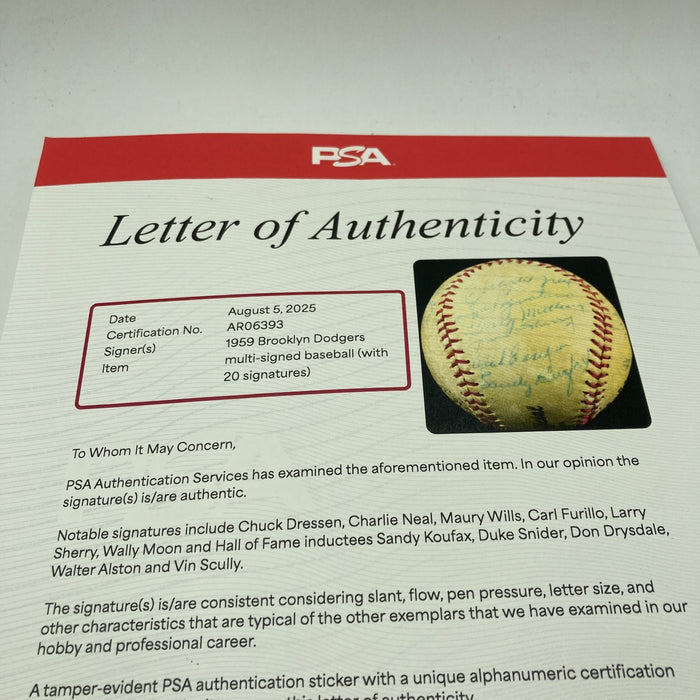 PSA
Letter of Authenticity
Date August 5, 2025
Certification No. AR06393
Signer(s) 1959 Brooklyn Dodgers
Item multi-signed baseball (with
20 signatures)
To Whom It May Concern,
PSA Authentication Services has examined the aforementioned item. In our opinion the
signature(s) is/are authentic.
Notable signatures include Chuck Dressen, Charlie Neal, Maury Wills, Carl Furillo, Larry
Sherry, Wally Moon and Hall of Fame inductees Sandy Koufax, Duke Snider, Don Drysdale,
Walter Alston and Vin Scully.
The signature(s) is/are consistent considering slant, flow, pen pressure, letter size, and
other characteristics that are typical of the other exemplars that we have examined in our
hobby and professional career.
A tamper-evident PSA authentication sticker with a unique alphanumeric certification
this letter of authenticity.